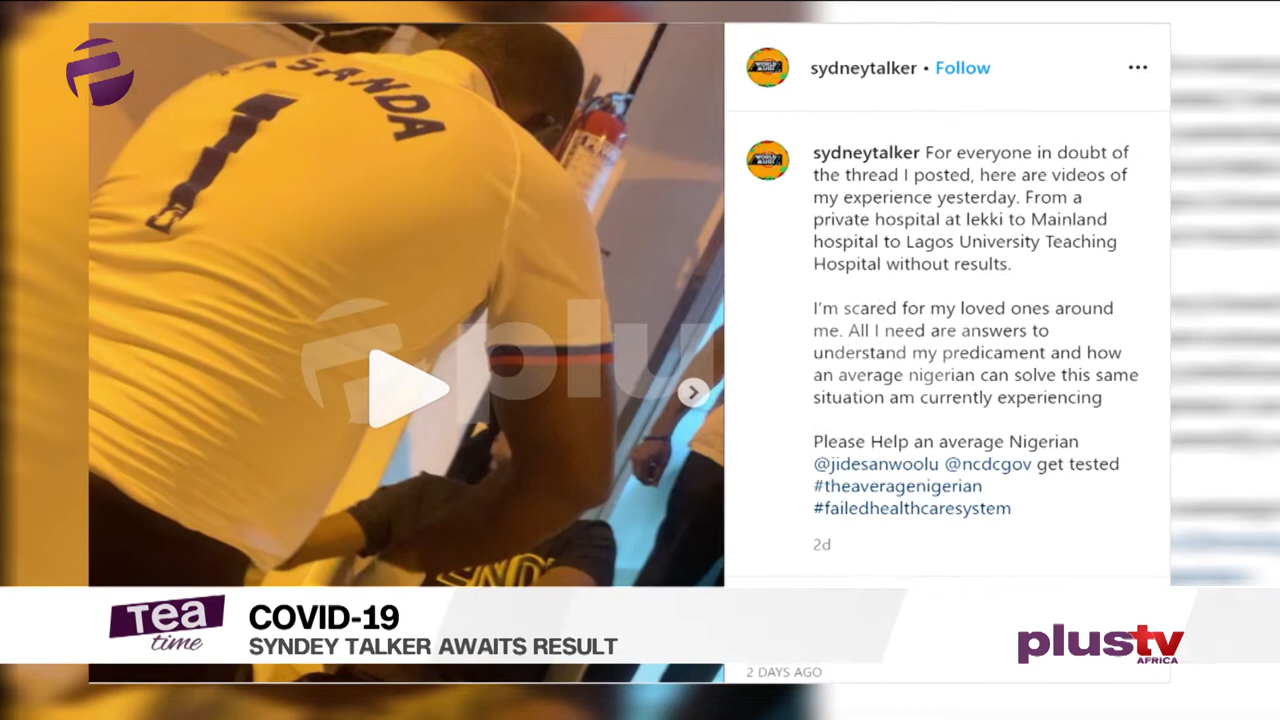 SANDA
1
sydneytalker • Follow
sydneytalker For everyone in doubt of
the thread I posted, here are videos of
my experience yesterday. From a
private hospital at lekki to Mainland
hospital to Lagos University Teaching
Hospital without results.
I'm scared for my loved ones around
me. All I need are answers to
understand my predicament and how
an average nigerian can solve this same
situation am currently experiencing
Please Help an average Nigerian
@jidesanwoolu @ncdcgov get tested
#theaveragenigerian
#failedhealthcaresystem
2d
plu
Tea
time
COVID-19
SYNDEY TALKER AWAITS RESULT
plustv
AFRICA
2 DAYS AGO